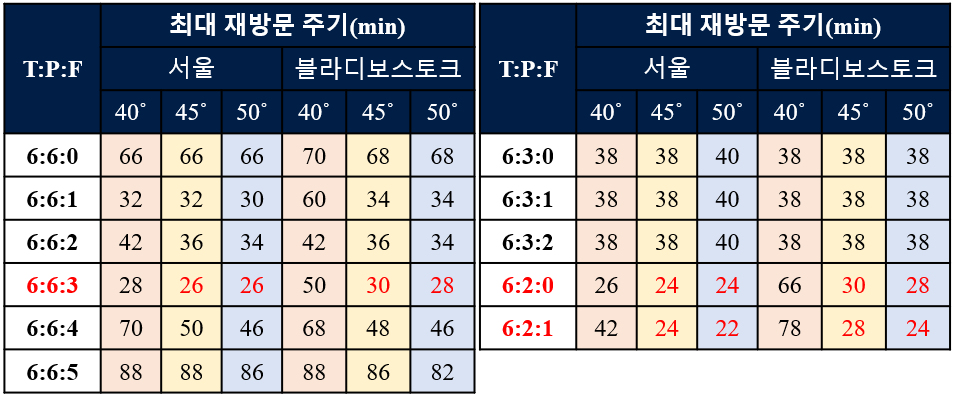 T:P:F 최대 재방문 주기(min)
서울 블라디보스토크
40˚ 45˚ 50˚ 40˚ 45˚ 50˚
6:6:0 66 66 66 70 68 68
6:6:1 32 32 30 60 34 34
6:6:2 42 36 34 42 36 34
6:6:3 28 26 26 50 30 28
6:6:4 70 50 46 68 48 46
6:6:5 88 88 86 88 86 82
T:P:F 최대 재방문 주기(min)
서울 블라디보스토크
40˚ 45˚ 50˚ 40˚ 45˚ 50˚
6:3:0 38 38 40 38 38 38
6:3:1 38 38 40 38 38 38
6:3:2 38 38 40 38 38 38
6:2:0 26 24 24 66 30 28
6:2:1 42 24 22 78 28 24